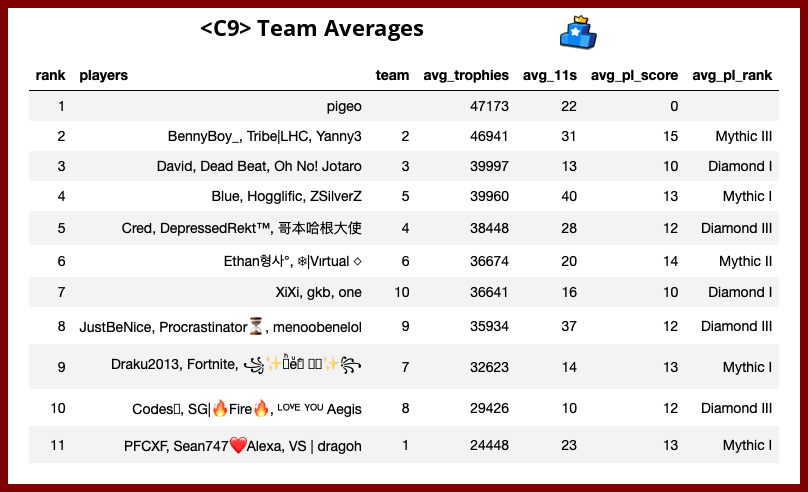 <C9> Team Averages
rank players team avg_trophies avg_11s avg_pl_score avg_pl_rank
1 pigeo 47173 22 0
2 BennyBoy_, Tribe|LHC, Yanny3 2 46941 31 15 Mythic III
3 David, Dead Beat, Oh No! Jotaro 3 39997 13 10 Diamond I
4 Blue, Hogglific, ZSilverZ 5 39960 40 13 Mythic I
5 Cred, DepressedRekt™, 哥本哈根大使 4 38448 28 12 Diamond III
6 Ethan형사°, ❄|Vırtual ◇ 6 36674 20 14 Mythic II
7 XiXi, gkb, one 10 36641 16 10 Diamond I
8 JustBeNice, Procrastinator⏳, menoobenelol 9 35934 37 12 Diamond III
9 Draku2013, Fortnite, 7 32623 14 13 Mythic I
10 Codes, SG|🔥Fire🔥, ᴸᴼⱽᴱ ᵞᴼᵁ Aegis 8 29426 10 12 Diamond III
11 PFCXF, Sean747❤️Alexa, VS | dragoh 1 24448 23 13 Mythic I